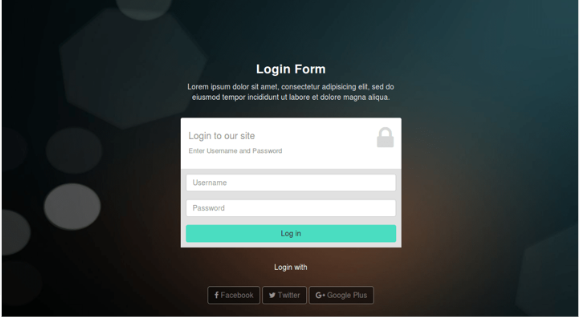 Login Form
Lorem ipsum dolor sit amet, consectetur adipisicing elit, sed do
eiusmod tempor incididunt ut labore et dolore magna aliqua.
Login to our site
Enter Username and Password
Username
Password
Log in
Login with
Facebook Twitter Google Plus